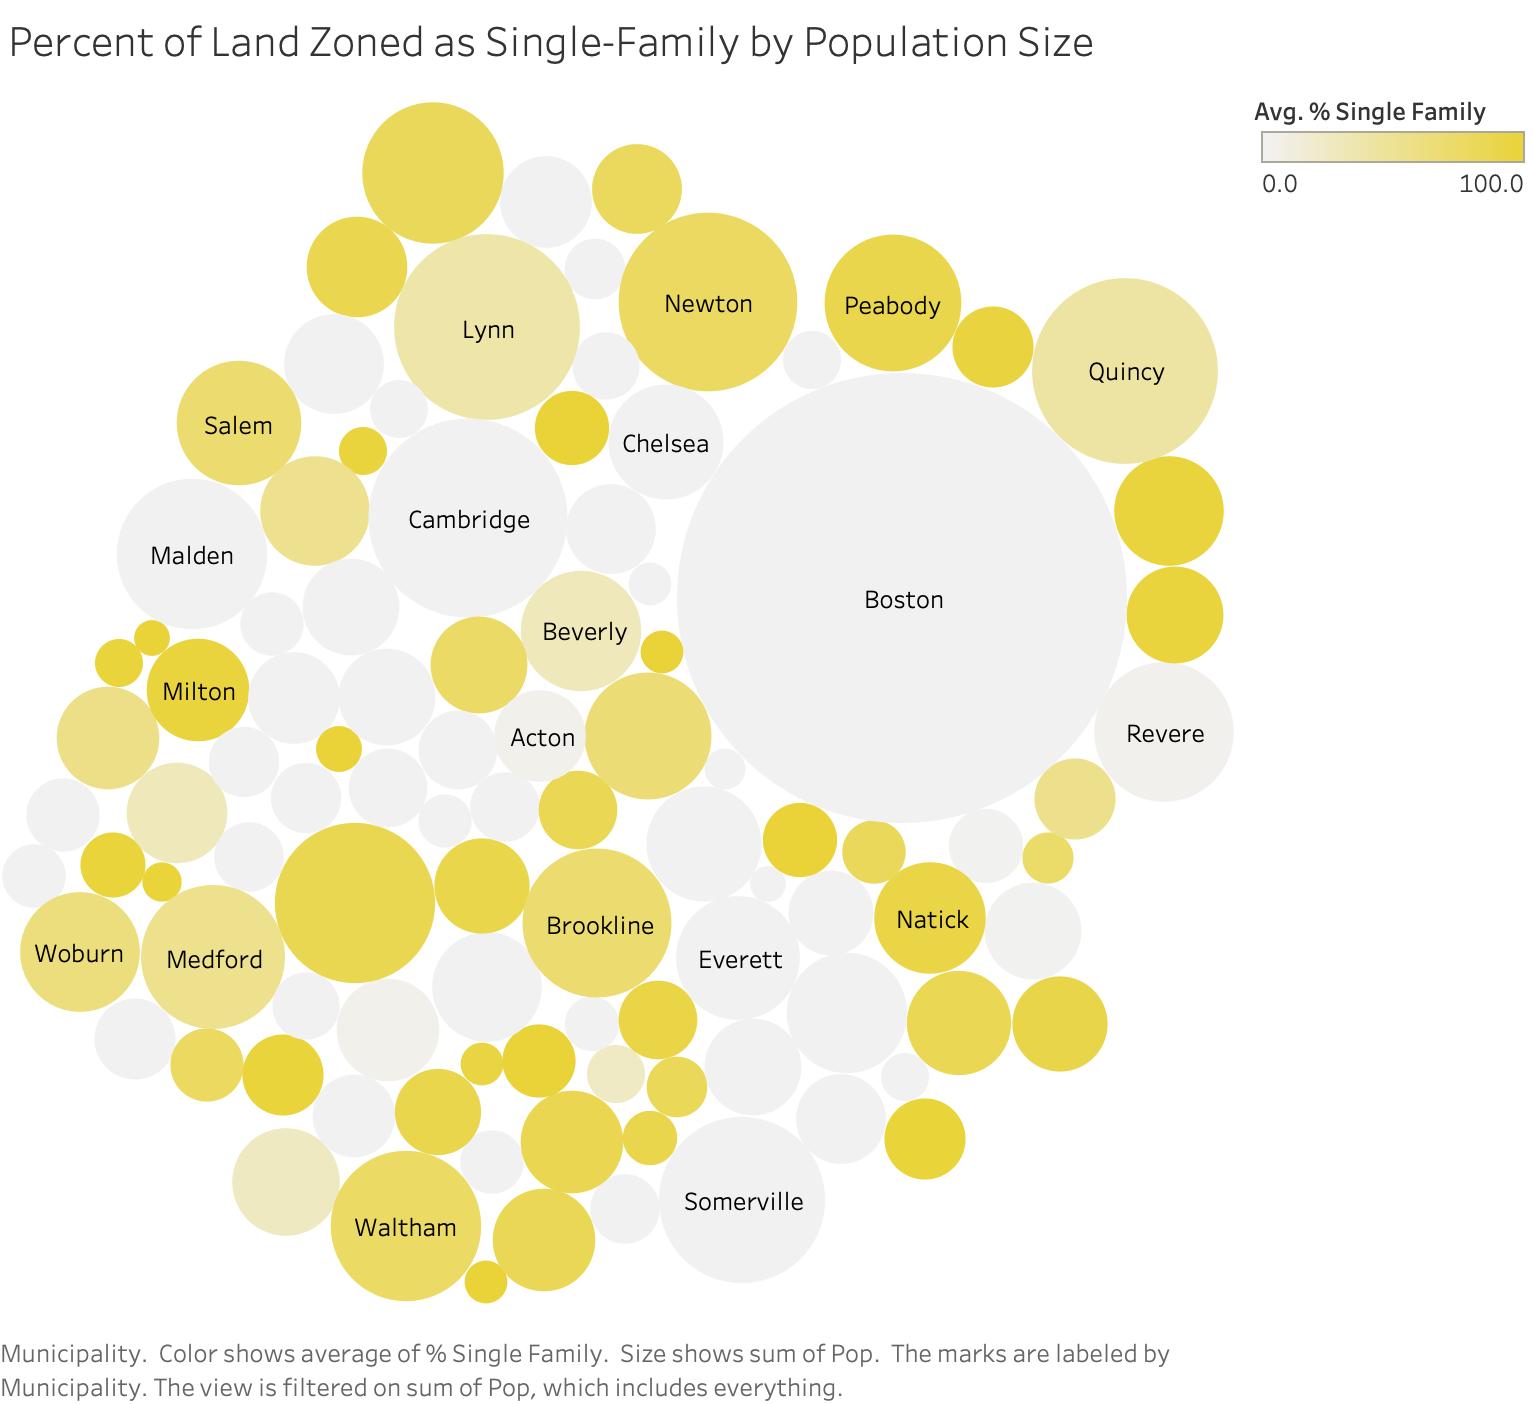 Percent of Land Zoned as Single-Family by Population Size
Avg. % Single Family
0.0 100.0
Newton
Peabody
Lynn
Quincy
Salem
Chelsea
Cambridge
Malden
Boston
Beverly
Milton
Revere
Acton
Natick
Brookline
Woburn
Medford
Everett
Somerville
Waltham
Municipality.  Color shows average of % Single Family.  Size shows sum of Pop.  The marks are labeled by
Municipality. The view is filtered on sum of Pop, which includes everything.